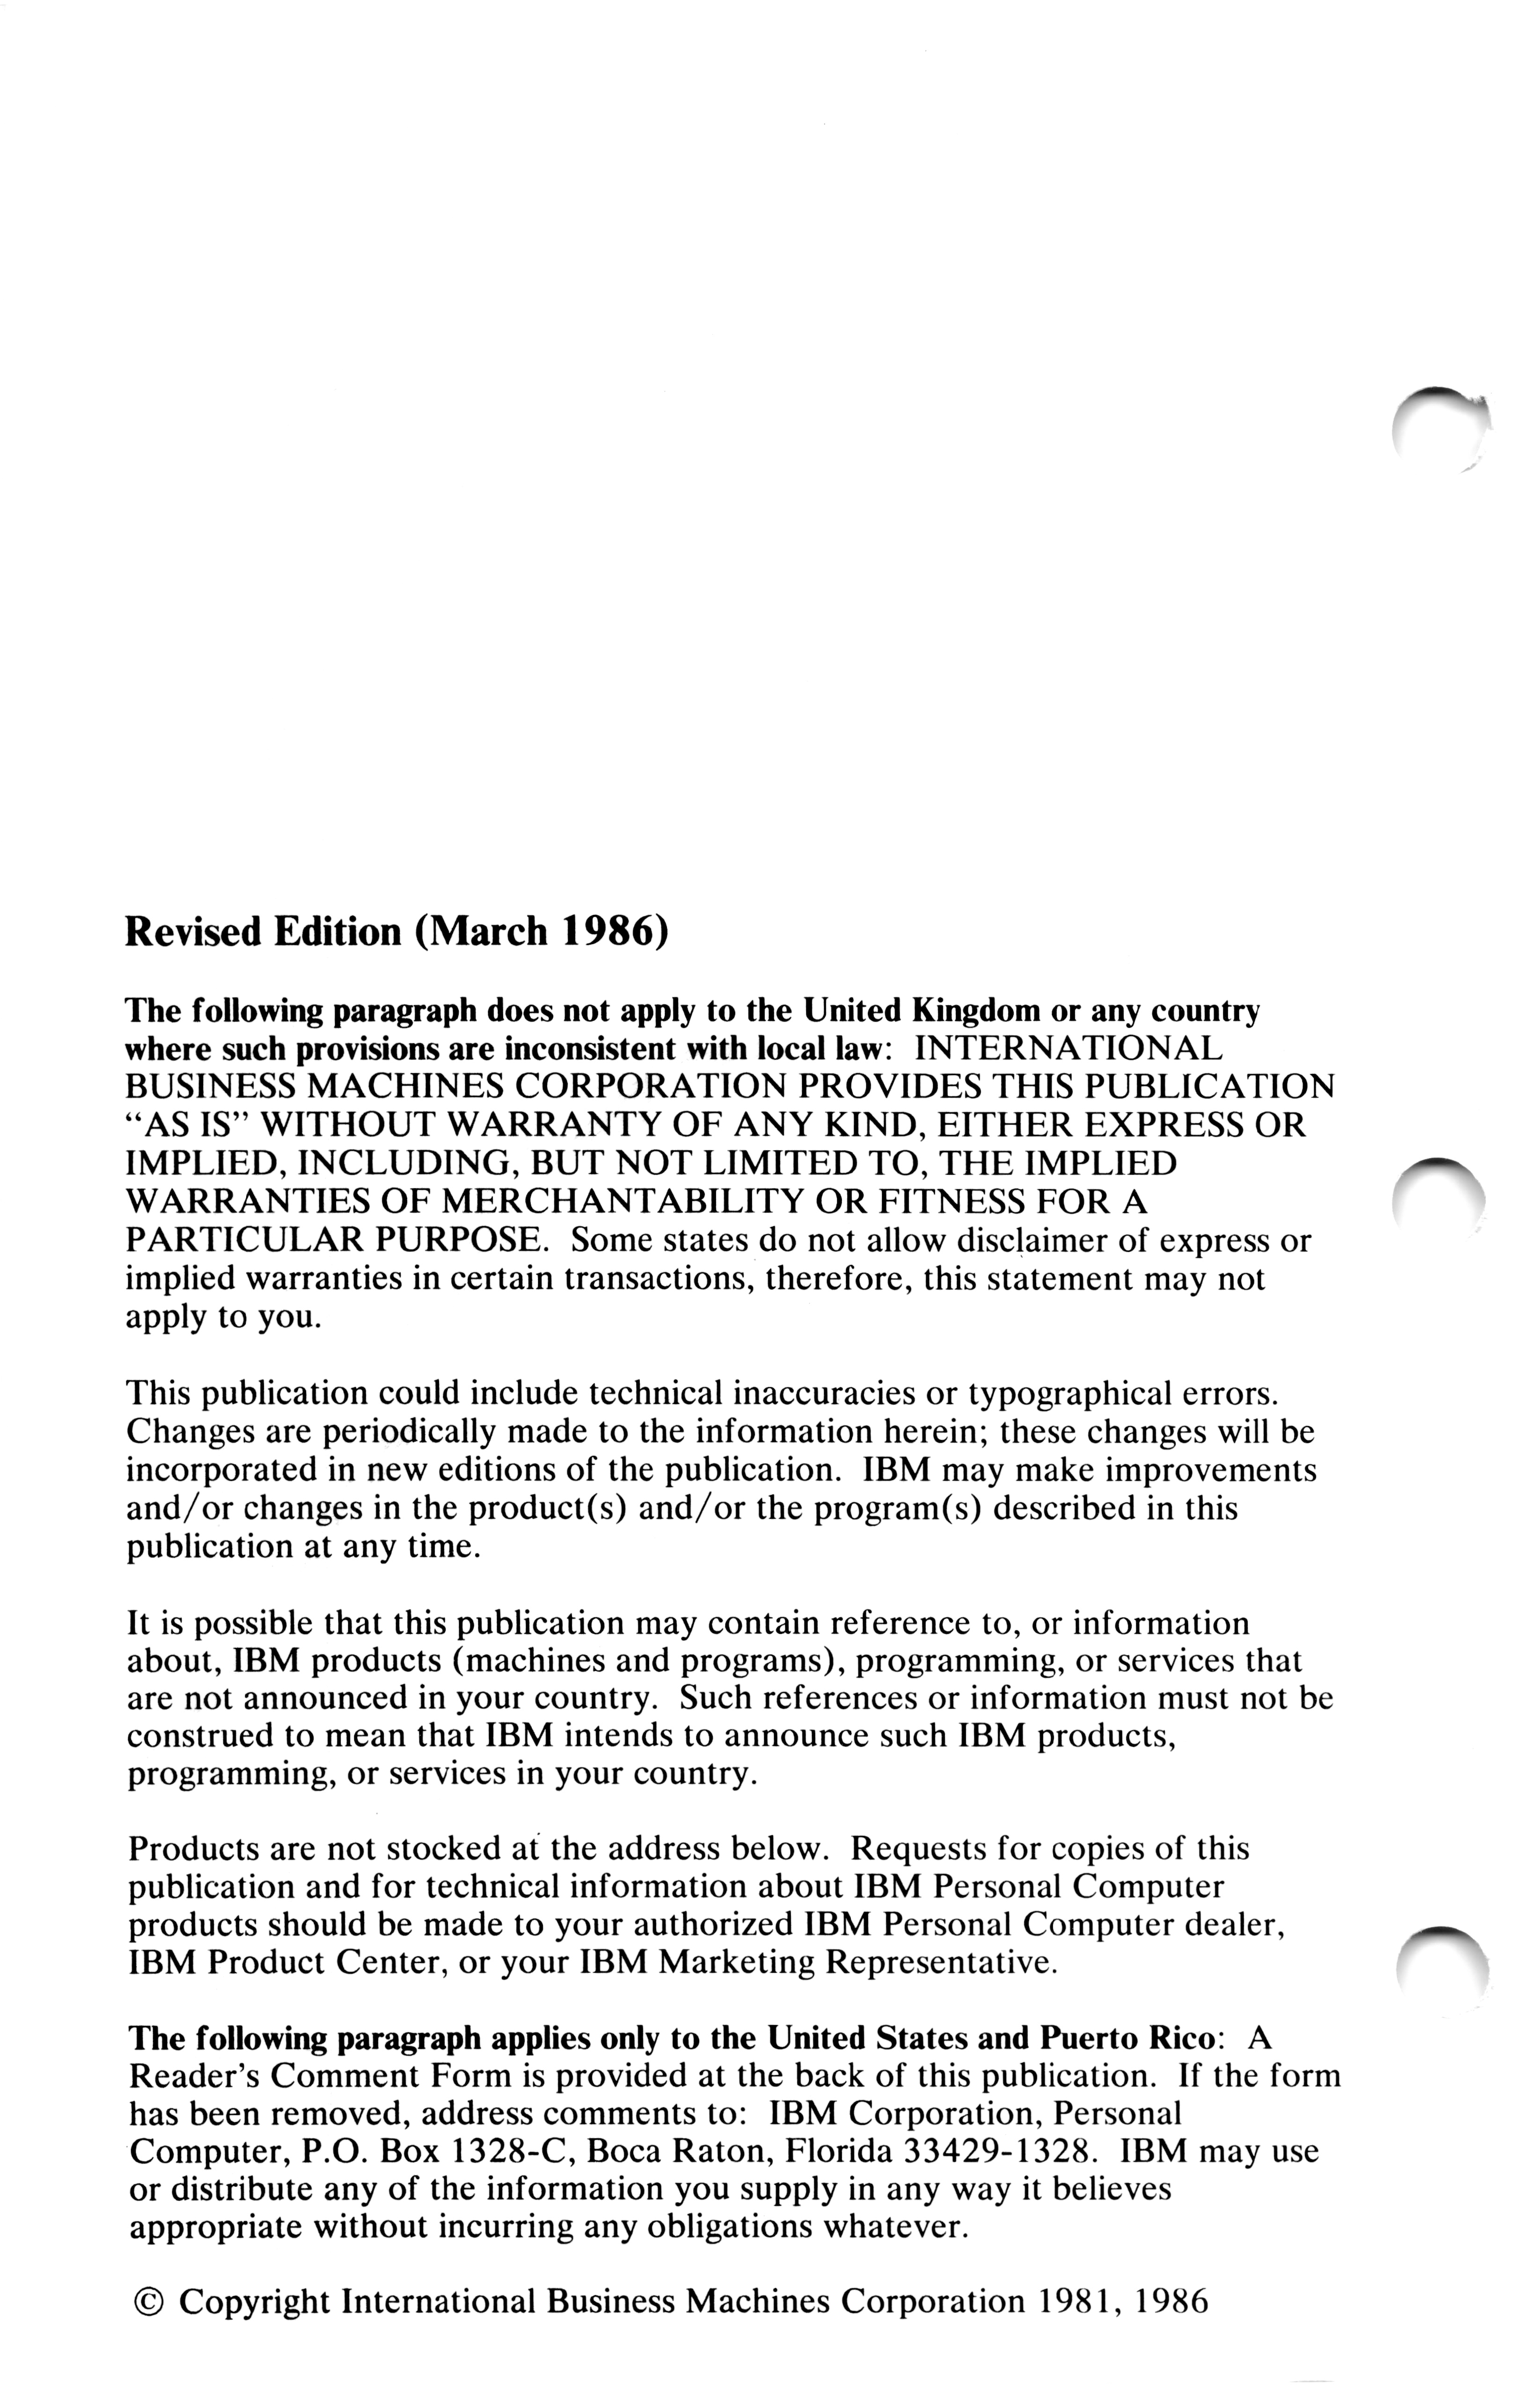 Revised Edition (March 1986)
The following paragraph does not apply to the United Kingdom or any country
where such provisions are inconsistent with local law: INTERNATIONAL
BUSINESS MACHINES CORPORATION PROVIDES THIS PUBLICATION
“AS IS” WITHOUT WARRANTY OF ANY KIND, EITHER EXPRESS OR
IMPLIED, INCLUDING, BUT NOT LIMITED TO, THE IMPLIED
WARRANTIES OF MERCHANTABILITY OR FITNESS FOR A
PARTICULAR PURPOSE. Some states do not allow disclaimer of express or
implied warranties in certain transactions, therefore, this statement may not
apply to you.
This publication could include technical inaccuracies or typographical errors.
Changes are periodically made to the information herein; these changes will be
incorporated in new editions of the publication. IBM may make improvements
and/or changes in the product(s) and/or the program(s) described in this
publication at any time.
It is possible that this publication may contain reference to, or information
about, IBM products (machines and programs), programming, or services that
are not announced in your country. Such references or information must not be
construed to mean that IBM intends to announce such IBM products,
programming, or services in your country.
Products are not stocked at the address below. Requests for copies of this
publication and for technical information about IBM Personal Computer
products should be made to your authorized IBM Personal Computer dealer,
IBM Product Center, or your IBM Marketing Representative.
The following paragraph applies only to the United States and Puerto Rico: A
Reader’s Comment Form is provided at the back of this publication. If the form
has been removed, address comments to: IBM Corporation, Personal
Computer, P.O. Box 1328-C, Boca Raton, Florida 33429-1328. IBM may use
or distribute any of the information you supply in any way it believes
appropriate without incurring any obligations whatever.
© Copyright International Business Machines Corporation 1981, 1986